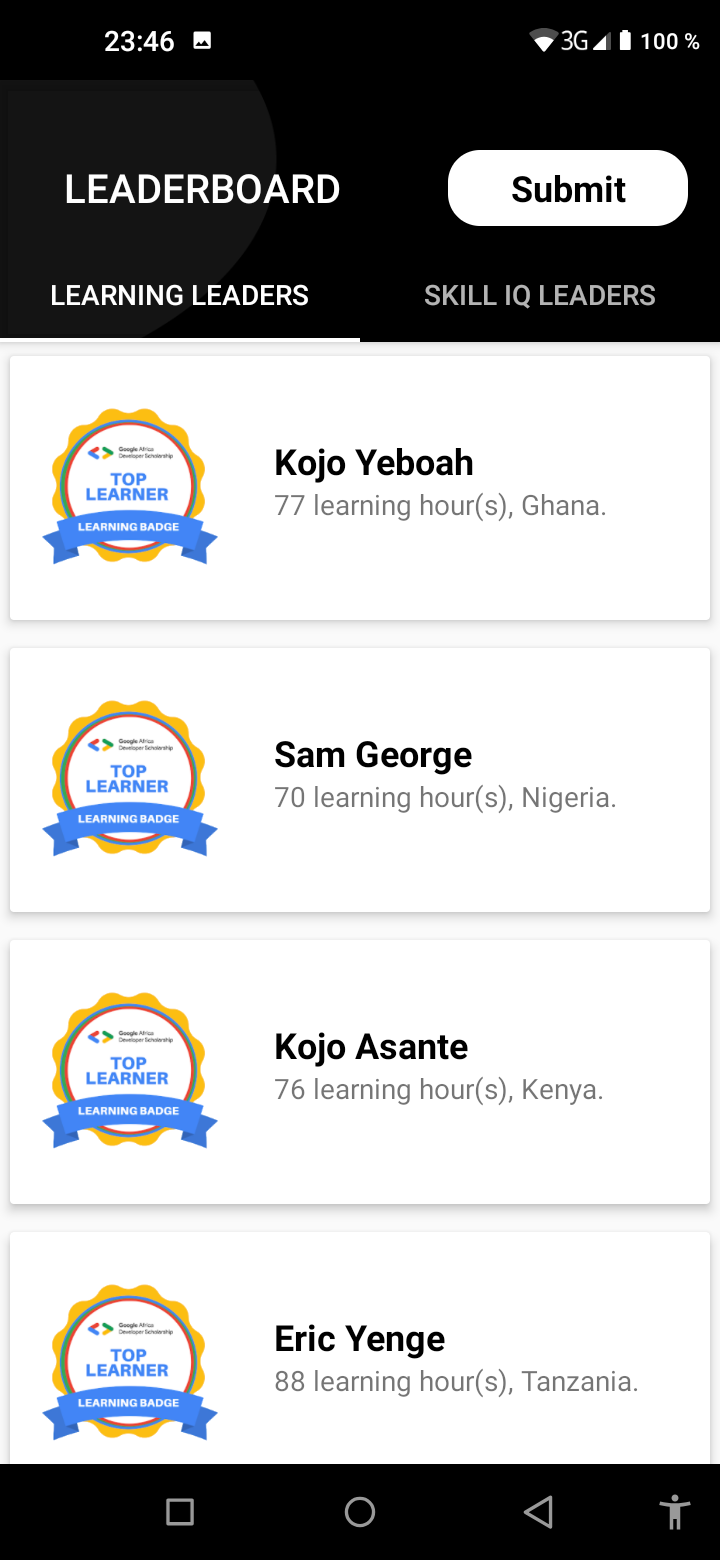 23:46
3G
100 %
LEADERBOARD
Submit
LEARNING LEADERS
SKILL IQ LEADERS
Google Africa
Developer Scholarship
TOP
LEARNER
LEARNING BADGE
Kojo Yeboah
77 learning hour(s), Ghana.
Google Africa
Developer Scholarship
TOP
LEARNER
LEARNING BADGE
Sam George
70 learning hour(s), Nigeria.
Google Africa
Developer Scholarship
TOP
LEARNER
LEARNING BADGE
Kojo Asante
76 learning hour(s), Kenya.
Google Africa
Developer Scholarship
TOP
LEARNER
LEARNING BADGE
Eric Yenge
88 learning hour(s), Tanzania.